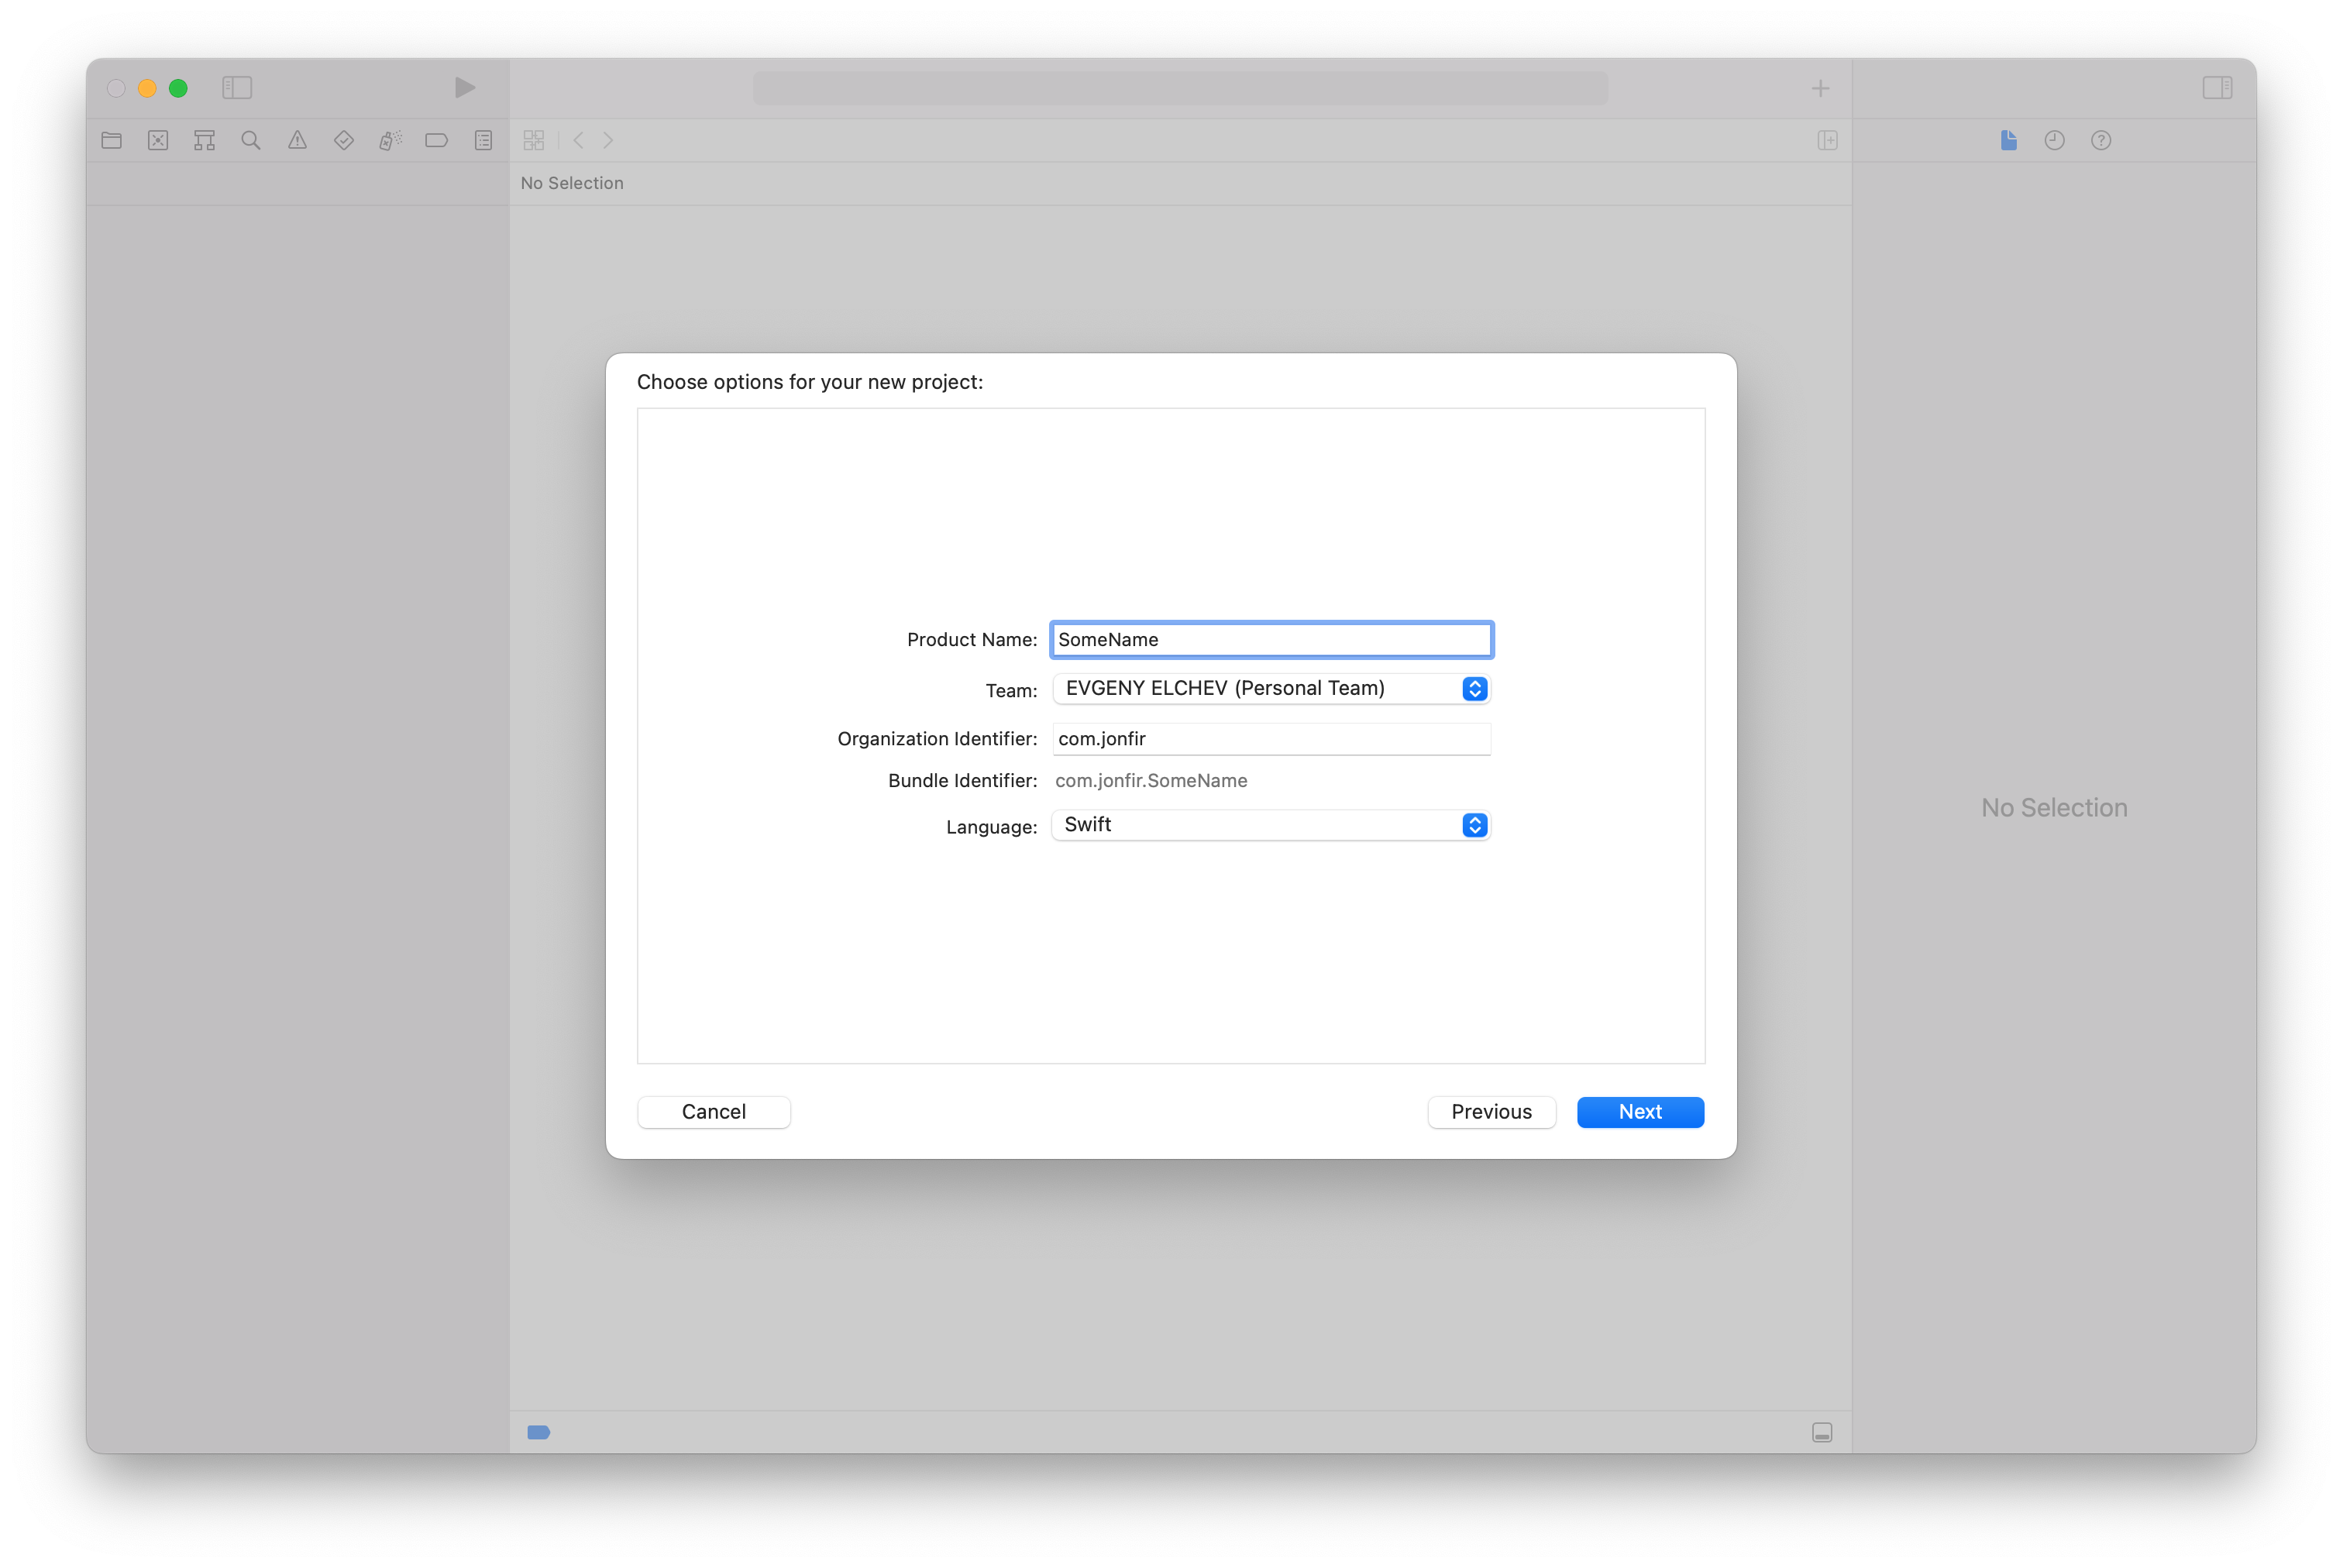 No Selection
Choose options for your new project:
Product Name: SomeName
Team: EVGENY ELCHEV (Personal Team)
Organization Identifier: com.jonfir
Bundle Identifier: com.jonfir.SomeName
Language: Swift
No Selection
Cancel Previous Next